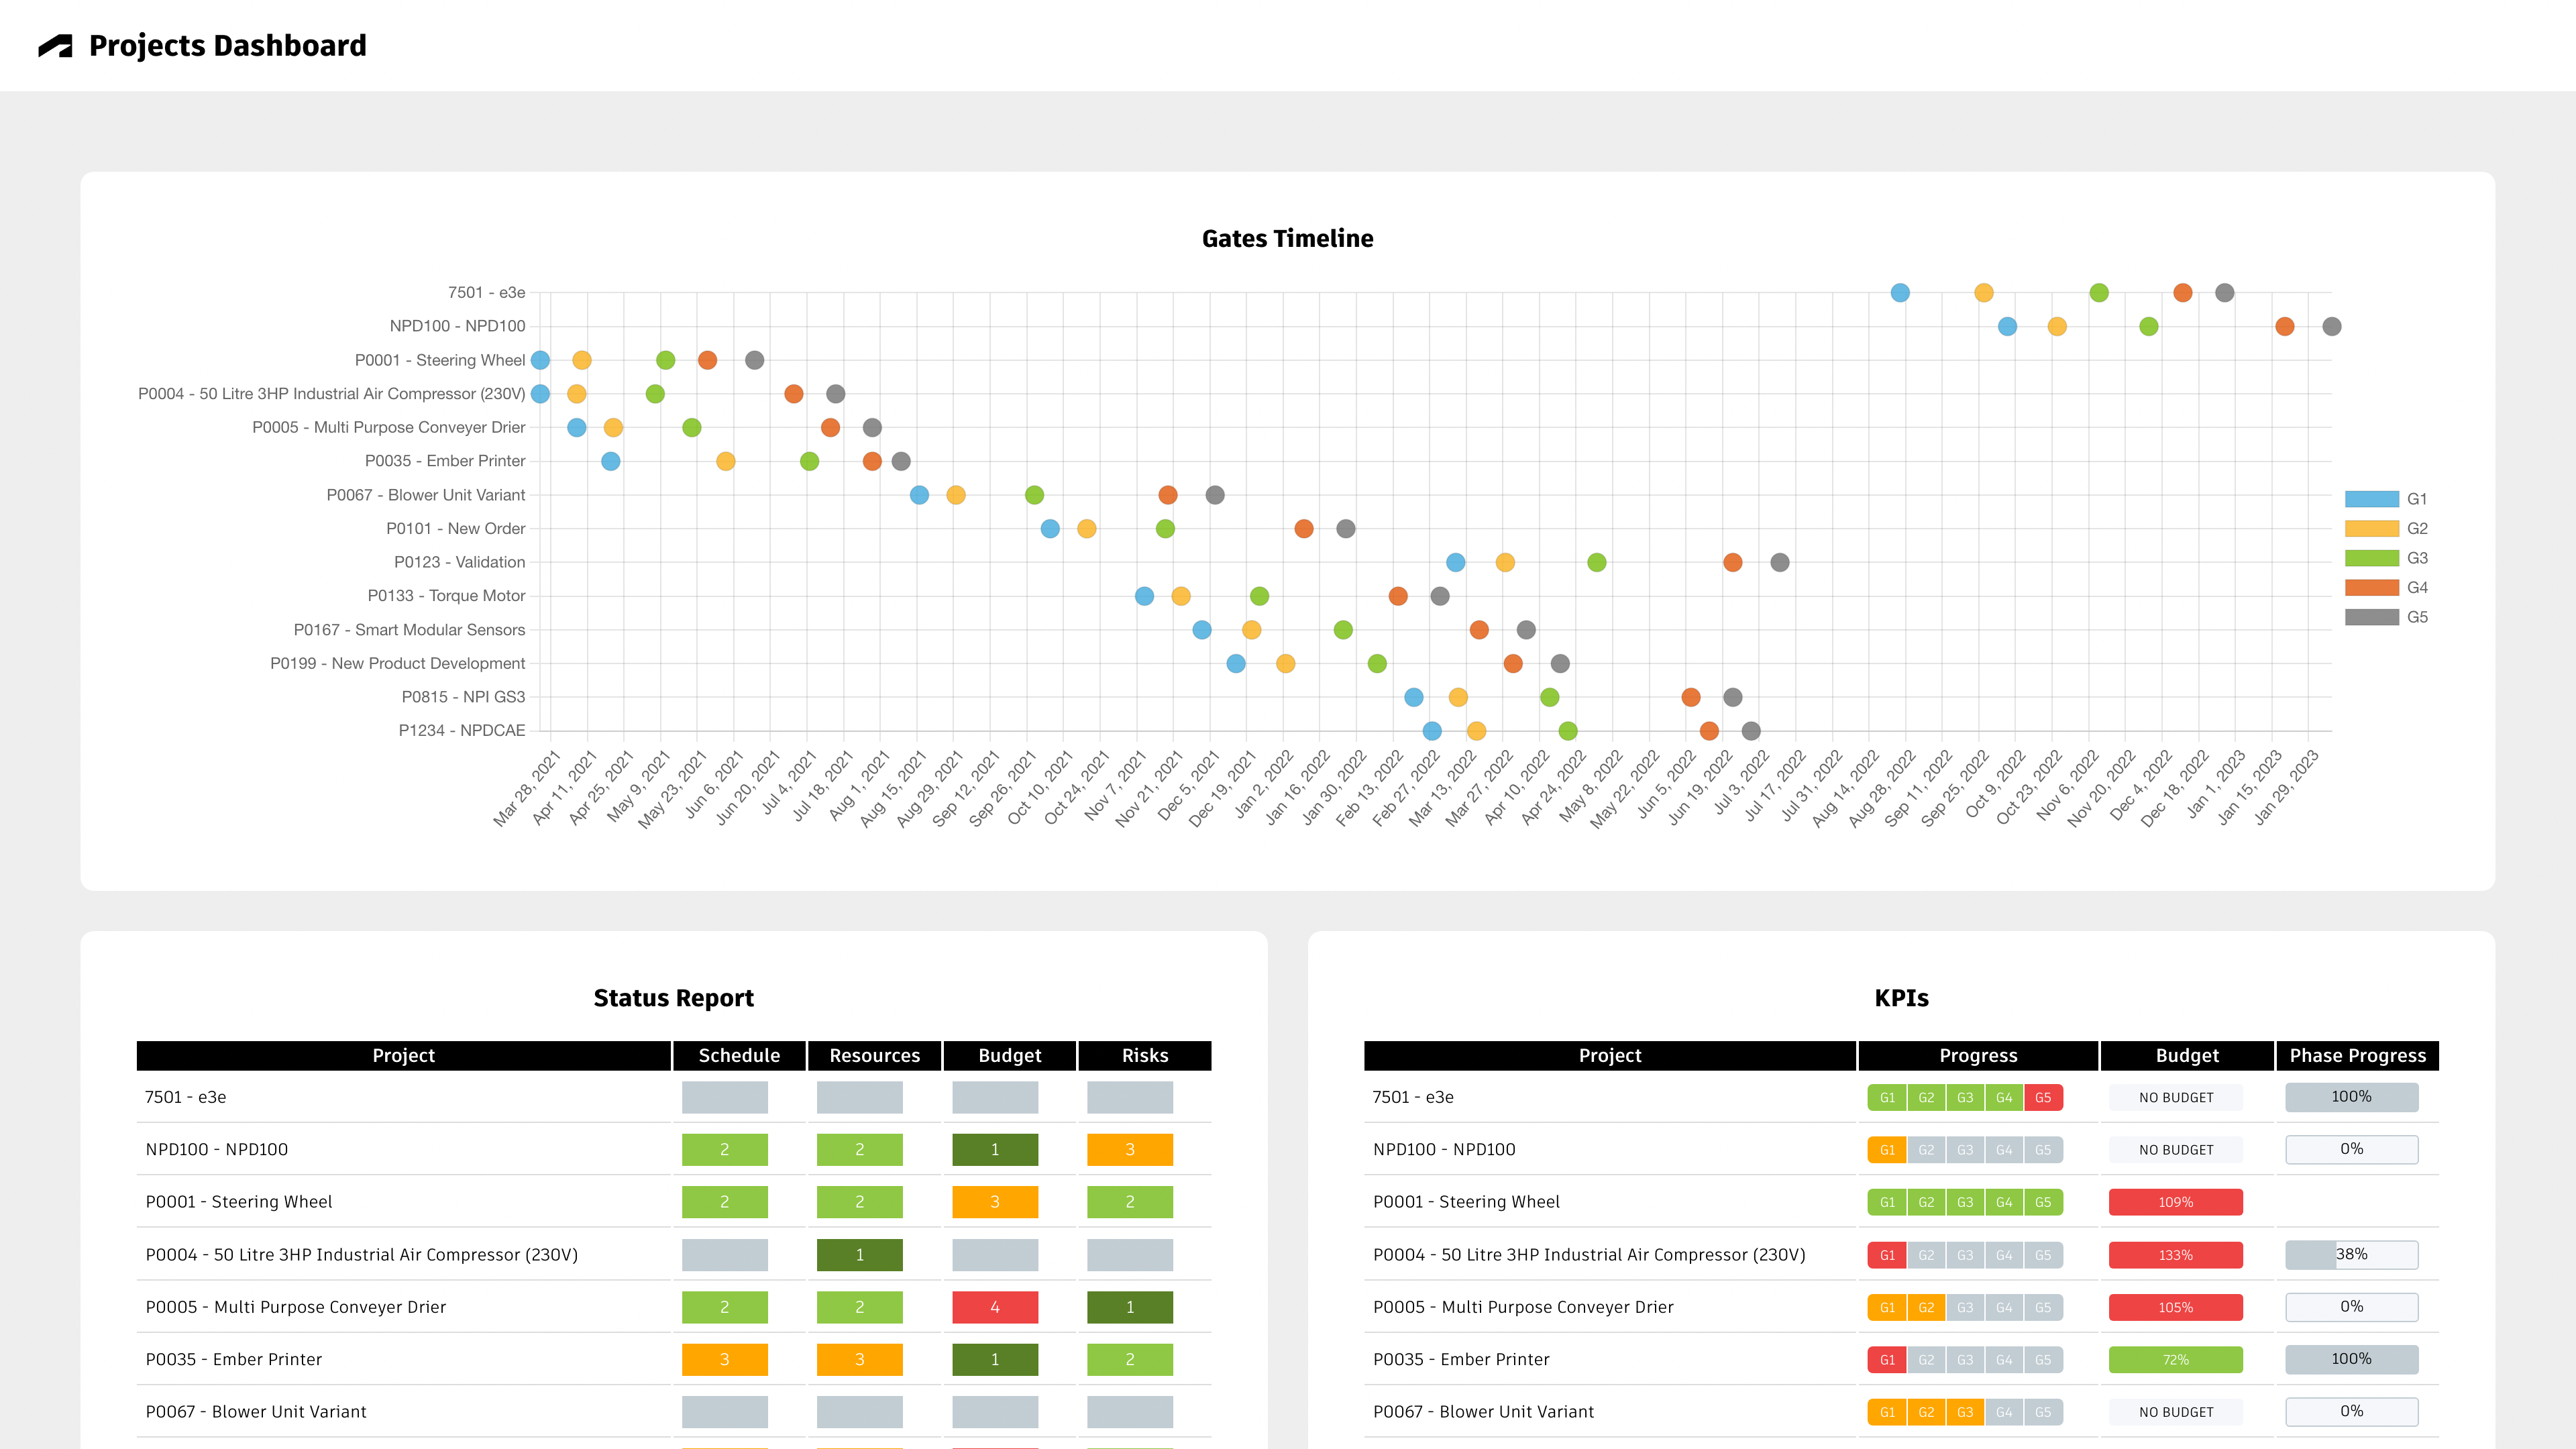 Projects Dashboard
Gates Timeline
7501 - e3e
NPD100 - NPD100
P0001 - Steering Wheel
P0004 - 50 Litre 3HP Industrial Air Compressor (230V)
P0005 - Multi Purpose Conveyer Drier
P0035 - Ember Printer
P0067 - Blower Unit Variant
P0101 - New Order
P0123 - Validation
P0133 - Torque Motor
P0167 - Smart Modular Sensors
P0199 - New Product Development
P0815 - NPI GS3
P1234 - NPDCAE
G1
G2
G3
G4
G5
Mar 28, 2021 Apr 11, 2021 Apr 25, 2021 May 9, 2021 May 23, 2021 Jun 6, 2021 Jun 20, 2021 Jul 4, 2021 Jul 18, 2021 Aug 1, 2021 Aug 15, 2021 Aug 29, 2021 Sep 12, 2021 Sep 26, 2021 Oct 10, 2021 Oct 24, 2021 Nov 7, 2021 Nov 21, 2021 Dec 5, 2021 Dec 19, 2021 Jan 2, 2022 Jan 16, 2022 Jan 30, 2022 Feb 13, 2022 Feb 27, 2022 Mar 13, 2022 Mar 27, 2022 Apr 10, 2022 Apr 24, 2022 May 8, 2022 May 22, 2022 Jun 5, 2022 Jun 19, 2022 Jul 3, 2022 Jul 17, 2022 Jul 31, 2022 Aug 14, 2022 Aug 28, 2022 Sep 11, 2022 Sep 25, 2022 Oct 9, 2022 Oct 23, 2022 Nov 6, 2022 Nov 20, 2022 Dec 4, 2022 Dec 18, 2022 Jan 1, 2023 Jan 15, 2023 Jan 29, 2023
Status Report
Project Schedule Resources Budget Risks
7501 - e3e
NPD100 - NPD100 2 2 1 3
P0001 - Steering Wheel 2 2 3 2
P0004 - 50 Litre 3HP Industrial Air Compressor (230V) 1
P0005 - Multi Purpose Conveyer Drier 2 2 4 1
P0035 - Ember Printer 3 3 1 2
P0067 - Blower Unit Variant
KPIs
Project Progress Budget Phase Progress
7501 - e3e G1 G2 G3 G4 G5 NO BUDGET 100%
NPD100 - NPD100 G1 G2 G3 G4 G5 NO BUDGET 0%
P0001 - Steering Wheel G1 G2 G3 G4 G5 109%
P0004 - 50 Litre 3HP Industrial Air Compressor (230V) G1 G2 G3 G4 G5 133% 38%
P0005 - Multi Purpose Conveyer Drier G1 G2 G3 G4 G5 105% 0%
P0035 - Ember Printer G1 G2 G3 G4 G5 72% 100%
P0067 - Blower Unit Variant G1 G2 G3 G4 G5 NO BUDGET 0%